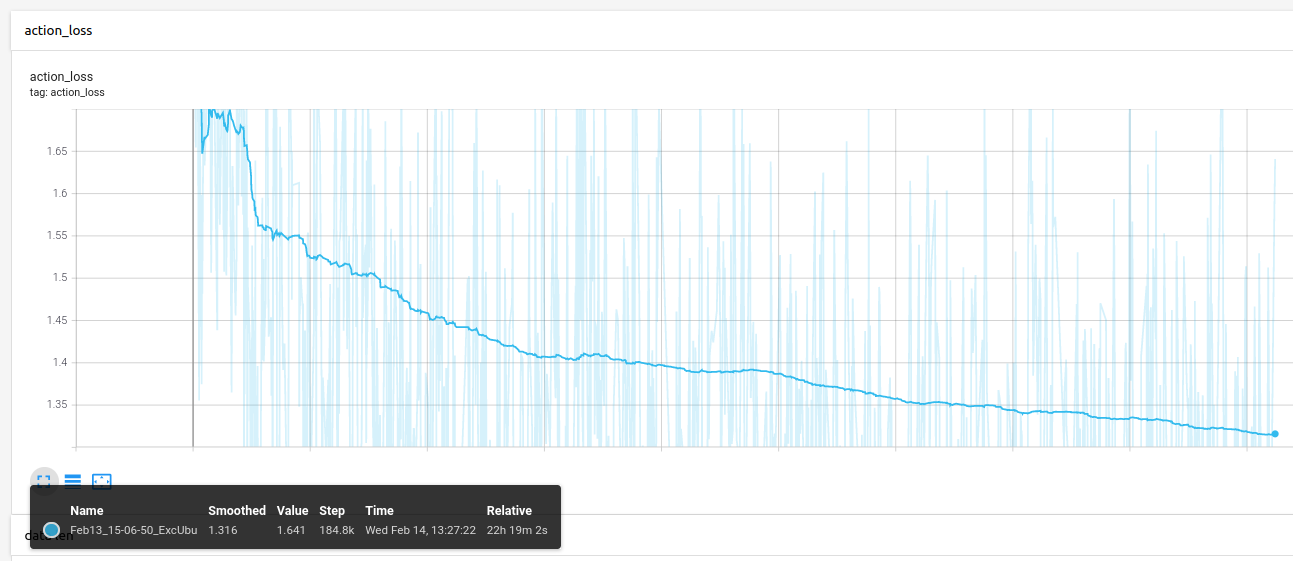 action_loss
action_loss
tag: action_loss
1.65
1.6
1.55
1.5
1.45
1.4
1.35
Name Smoothed Value Step Time Relative
Feb13_15-06-50_ExcUbu 1.316 1.641 184.8k Wed Feb 14, 13:27:22 22h 19m 2s